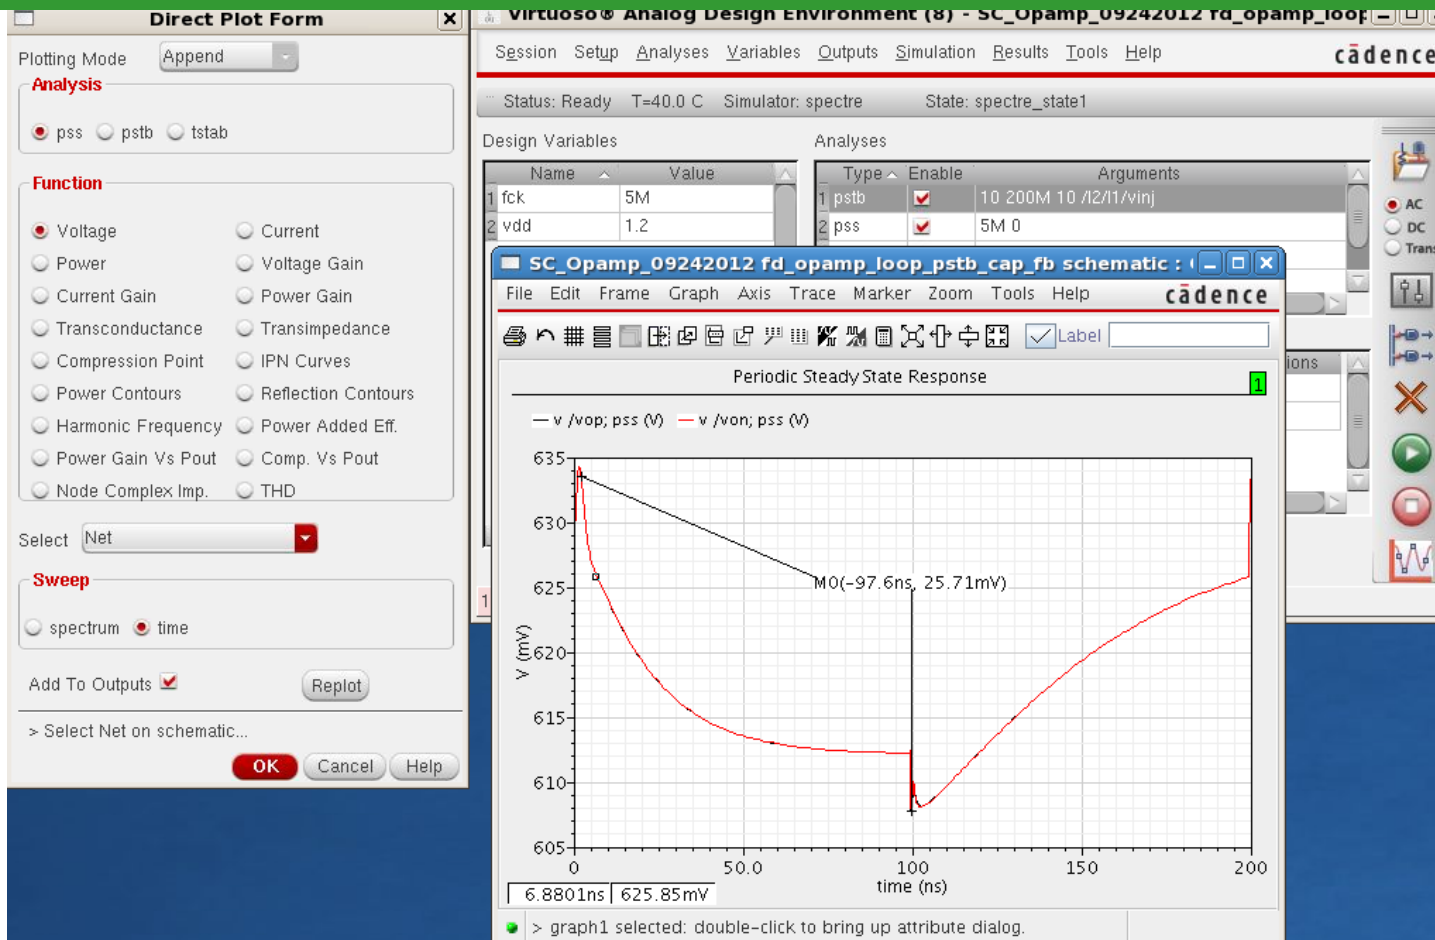 Direct Plot Form
Plotting Mode Append
Analysis
pss pstb tstab
Function
Voltage Current
Power Voltage Gain
Current Gain Power Gain
Transconductance Transimpedance
Compression Point IPN Curves
Power Contours Reflection Contours
Harmonic Frequency Power Added Eff.
Power Gain Vs Pout Comp. Vs Pout
Node Complex Imp. THD
Select Net
Sweep
spectrum time
Add To Outputs Replot
> Select Net on schematic...
OK Cancel Help
Virtuoso® Analog Design Environment (8) - SC_Opamp_09242012 fd_opamp_loop
Session Setup Analyses Variables Outputs Simulation Results Tools Help
cādence
Status: Ready T=40.0 C Simulator: spectre State: spectre_state1
Design Variables
Name Value
1 fck 5M
2 vdd 1.2
Analyses
Type Enable Arguments
1 pstb 10 200M 10 /I2/I1/vinj
2 pss 5M 0
AC
DC
Trans
ions
1
SC_Opamp_09242012 fd_opamp_loop_pstb_cap_fb schematic : (
File Edit Frame Graph Axis Trace Marker Zoom Tools Help
cādence
Label
Periodic Steady State Response
1
v /vop; pss (V) v /von; pss (V)
635
630
625
620
615
610
605
V (mV)
M0(-97.6ns, 25.71mV)
0 50.0 100 150 200
time (ns)
6.8801ns 625.85mV
> graph1 selected: double-click to bring up attribute dialog.